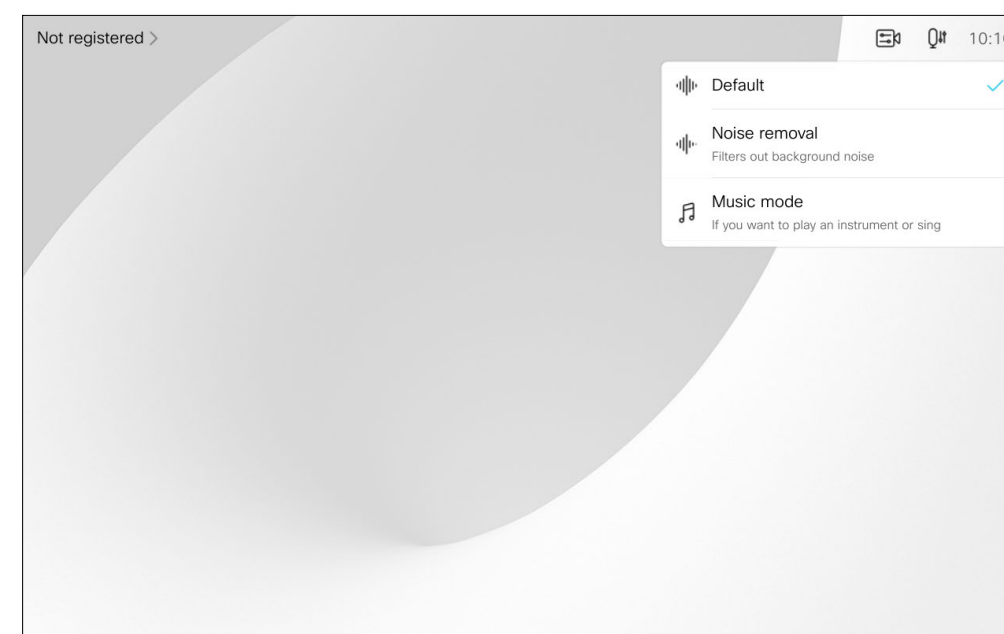 Not registered
Default
Noise removal
Filters out background noise
Music mode
If you want to play an instrument or sing